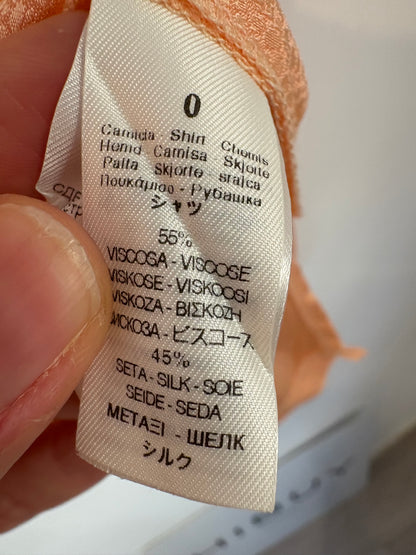 0
Camicia - Shirt Chemis
Hemd Camisa Skjorte
Paita Skjorte srajca
Πουκάμισο - Рубашка
シャツ
55%
VISCOSA - VISCOSE
VISKOSE - VISKOOSI
VISKOZA - ΒΙΣΚΟΖΗ
ВИСКОЗА - ビスコース
45%
SETA - SILK - SOIE
SEIDE - SEDA
ΜΕΤΑΞΙ - ШЕЛК
シルク
СДЕ